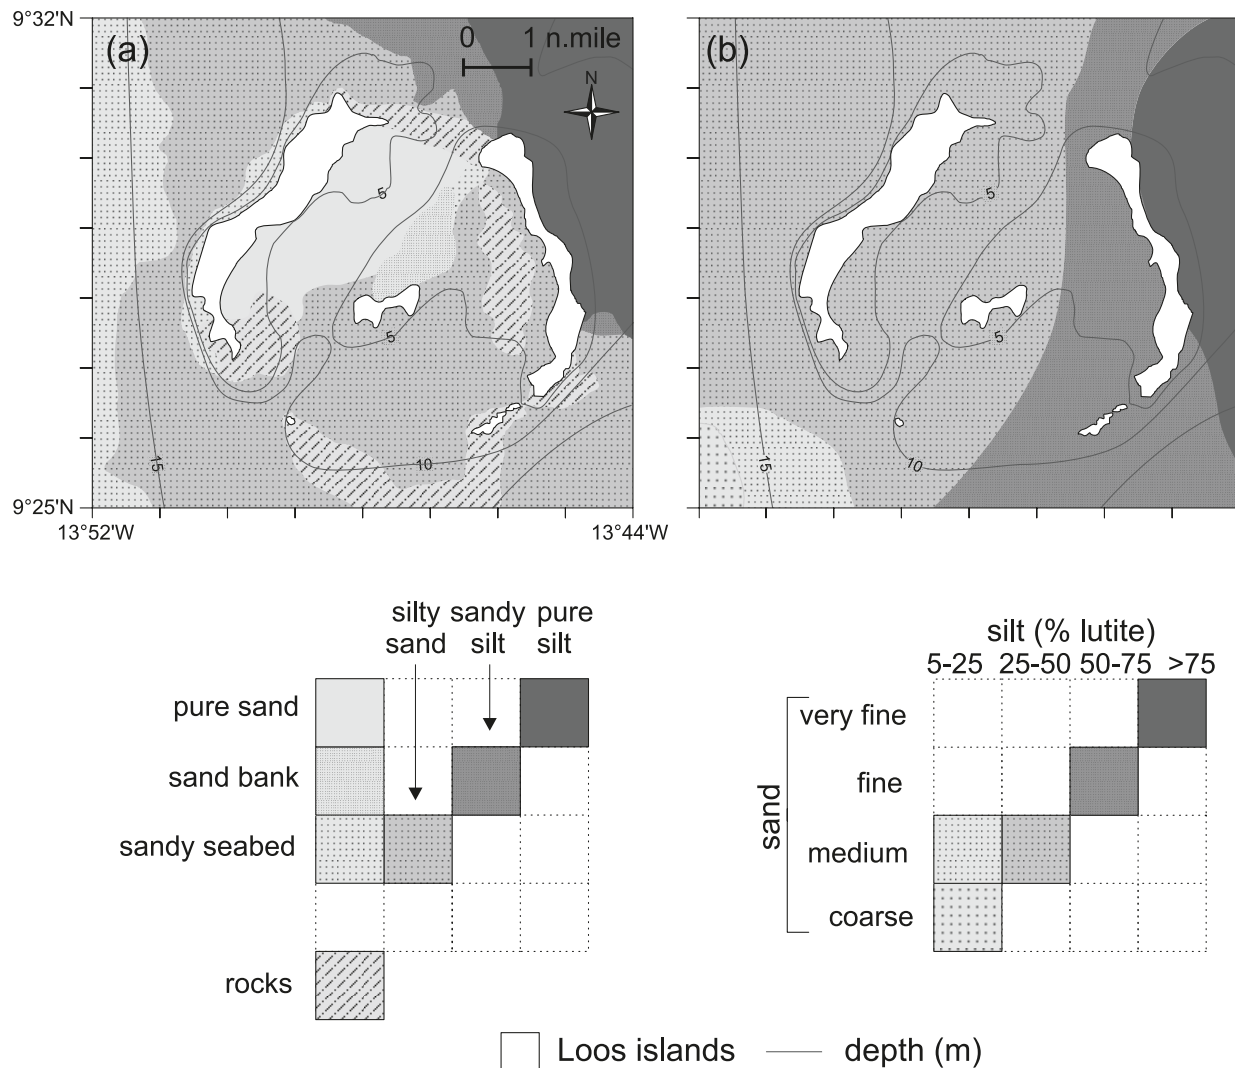 9°32'N
(a)
0 1 n.mile
N
5
5
15
10
9°25'N
13°52'W
13°44'W
(b)
5
5
15
10
silty sandy pure
sand silt silt
pure sand
sand bank
sandy seabed
rocks
silt (% lutite)
5-25 25-50 50-75 >75
sand
very fine
fine
medium
coarse
Loos islands
depth (m)